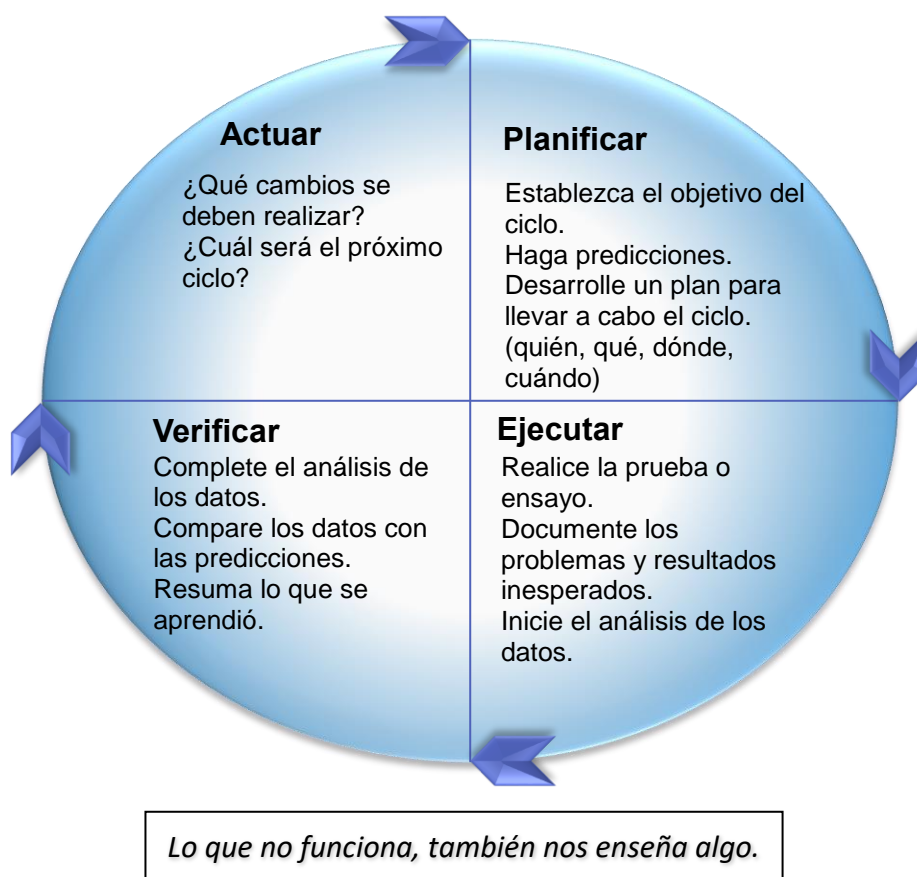 Actuar
¿Qué cambios se
deben realizar?
¿Cuál será el próximo
ciclo?
Planificar
Establezca el objetivo del
ciclo.
Haga predicciones.
Desarrolle un plan para
llevar a cabo el ciclo.
(quién, qué, dónde,
cuándo)
Verificar
Complete el análisis de
los datos.
Compare los datos con
las predicciones.
Resuma lo que se
aprendió.
Ejecutar
Realice la prueba o
ensayo.
Documente los
problemas y resultados
inesperados.
Inicie el análisis de los
datos.
Lo que no funciona, también nos enseña algo.